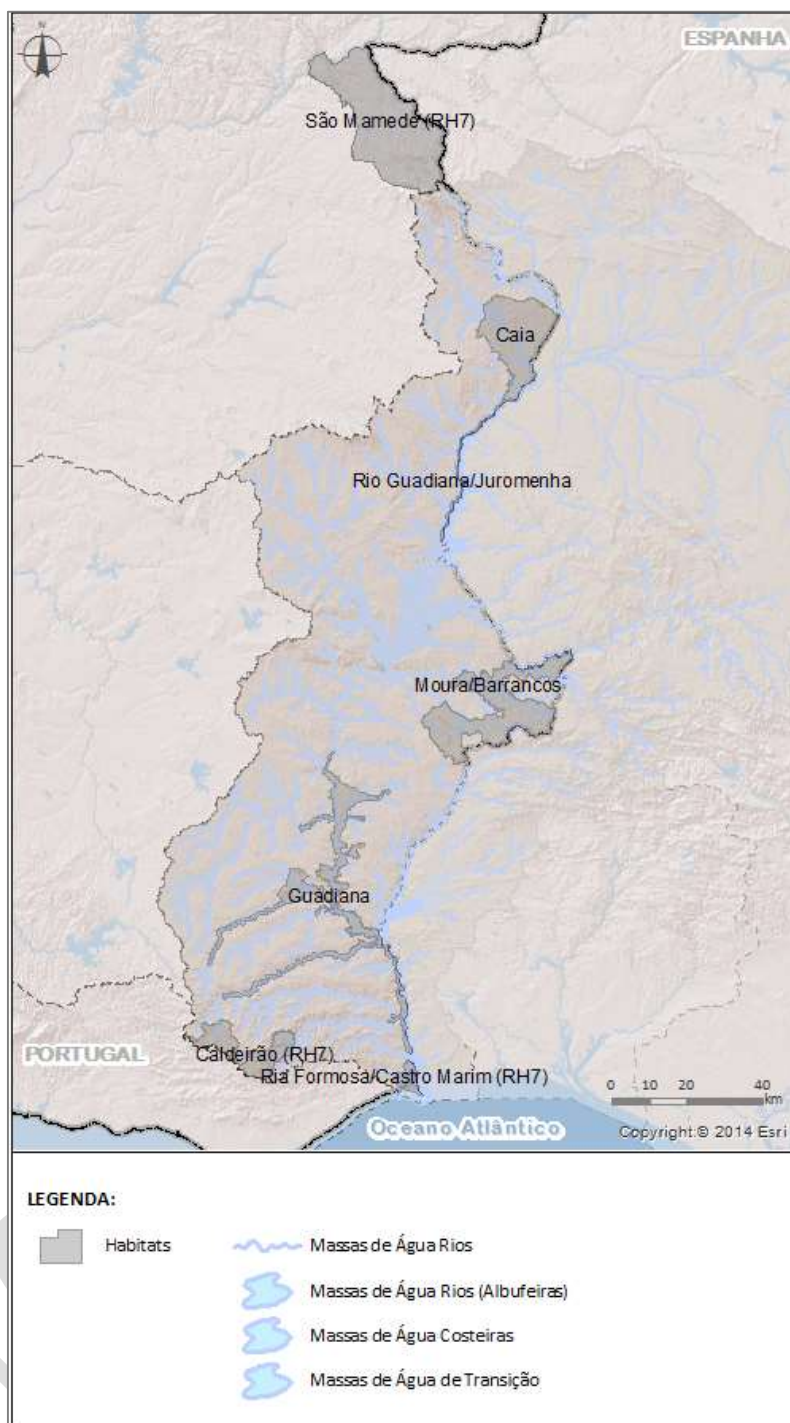 N
ESPANHA
São Mamede (RH7)
Caia
Rio Guadiana/Juromenha
Moura/Barrancos
Guadiana
PORTUGAL
Caldeirão (RH7)
Ria Formosa/Castro Marim (RH7)
0 10 20 40
km
Oceano Atlântico
Copyright:© 2014 Esri
LEGENDA:
Habitats
Massas de Água Rios
Massas de Água Rios (Albufeiras)
Massas de Água Costeiras
Massas de Água de Transição